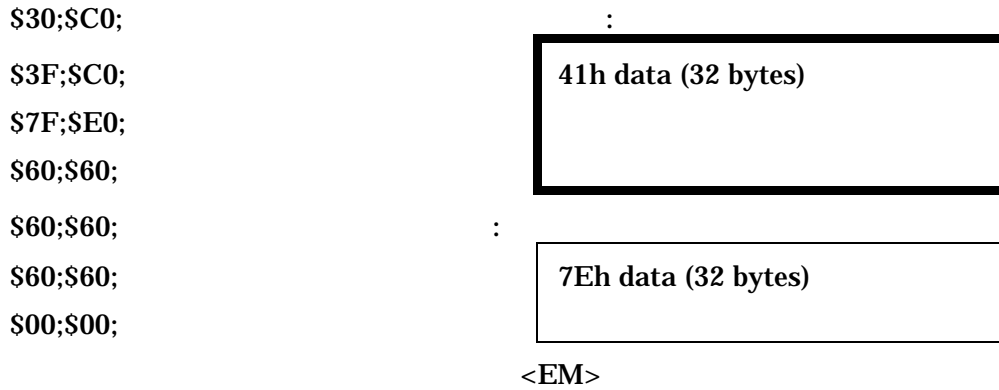 $30;$C0; :
$3F;$C0; 41h data (32 bytes)
$7F;$E0;
$60;$60;
$60;$60; :
$60;$60; 7Eh data (32 bytes)
$00;$00;
<EM>